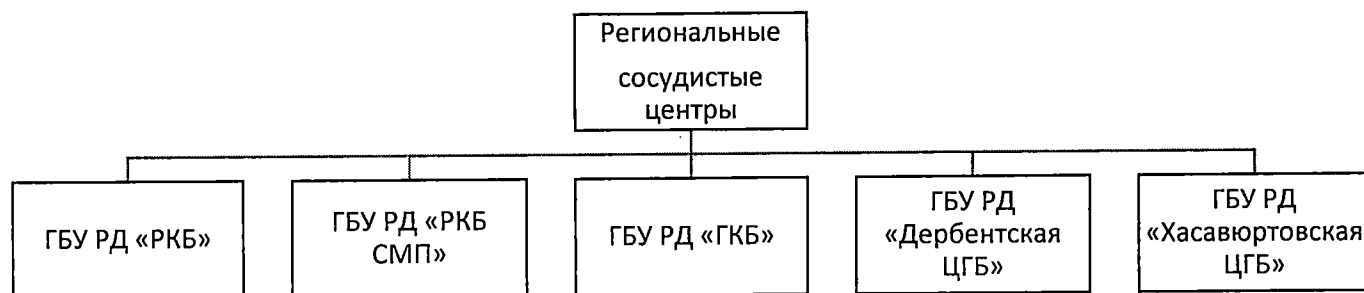 Региональные
сосудистые
центры
ГБУ РД «РКБ»
ГБУ РД «РКБ
СМП»
ГБУ РД «ГКБ»
ГБУ РД
«Дербентская
ЦГБ»
ГБУ РД
«Хасавюртовская
ЦГБ»